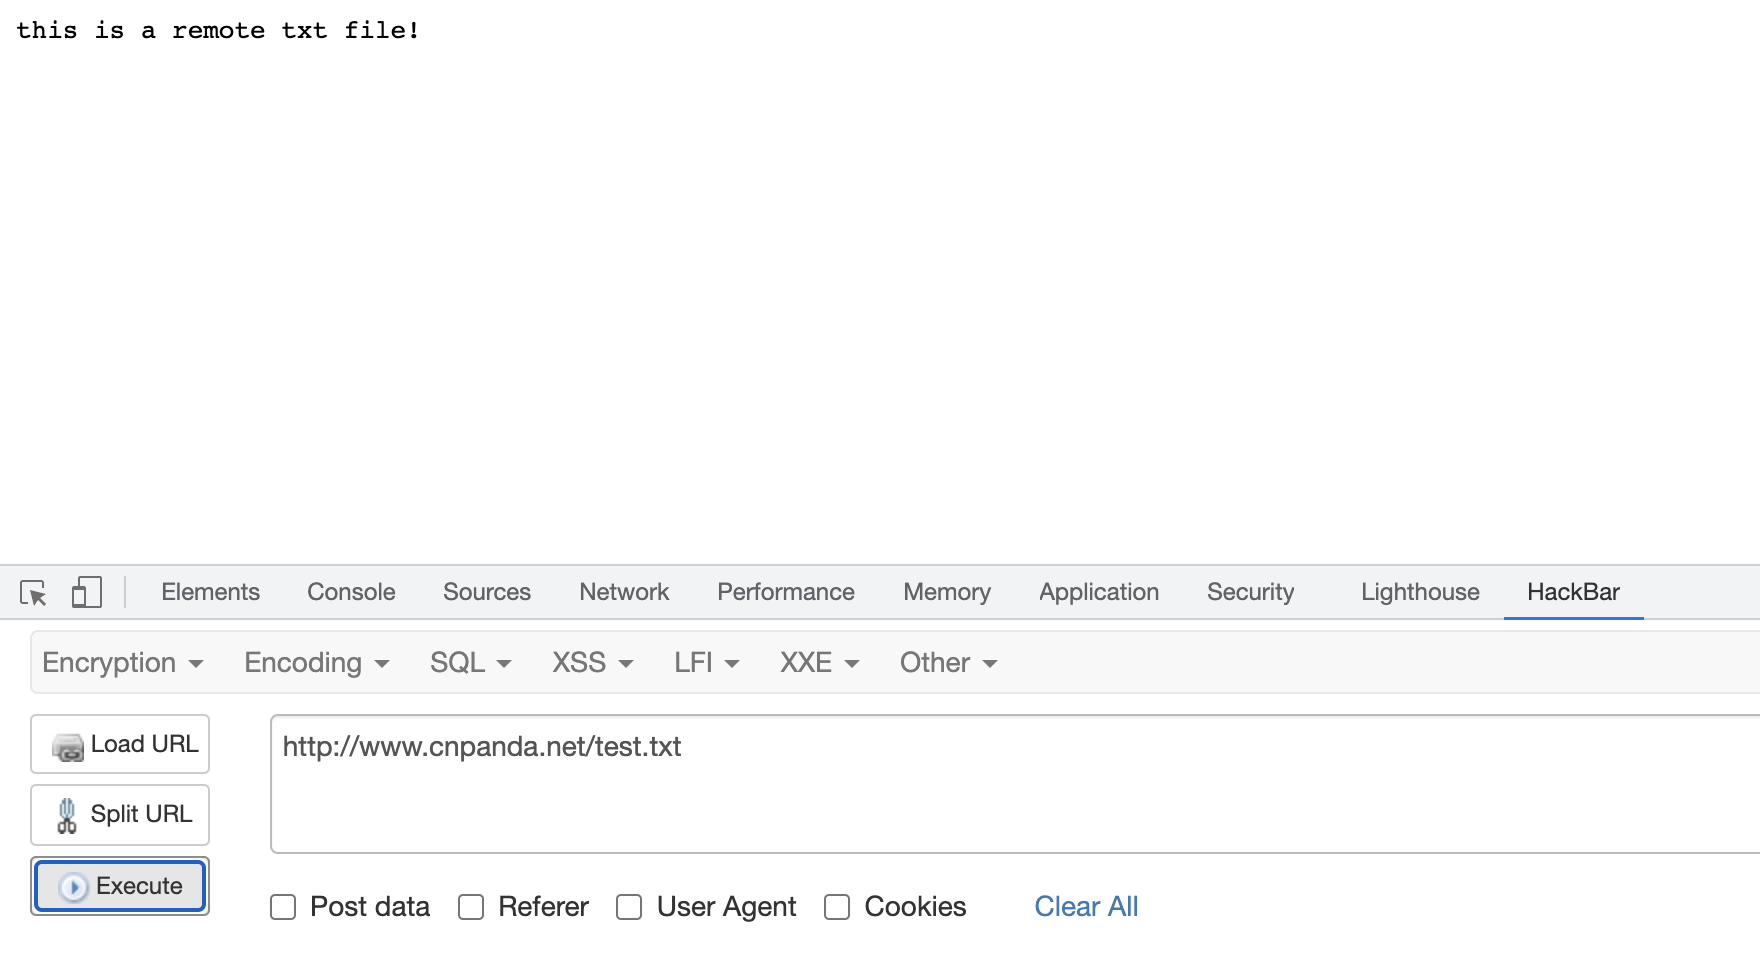 this is a remote txt file!
Elements Console Sources Network Performance Memory Application Security Lighthouse HackBar
Encryption Encoding SQL XSS LFI XXE Other
Load URL
http://www.cnpanda.net/test.txt
Split URL
Execute
Post data Referer User Agent Cookies Clear All